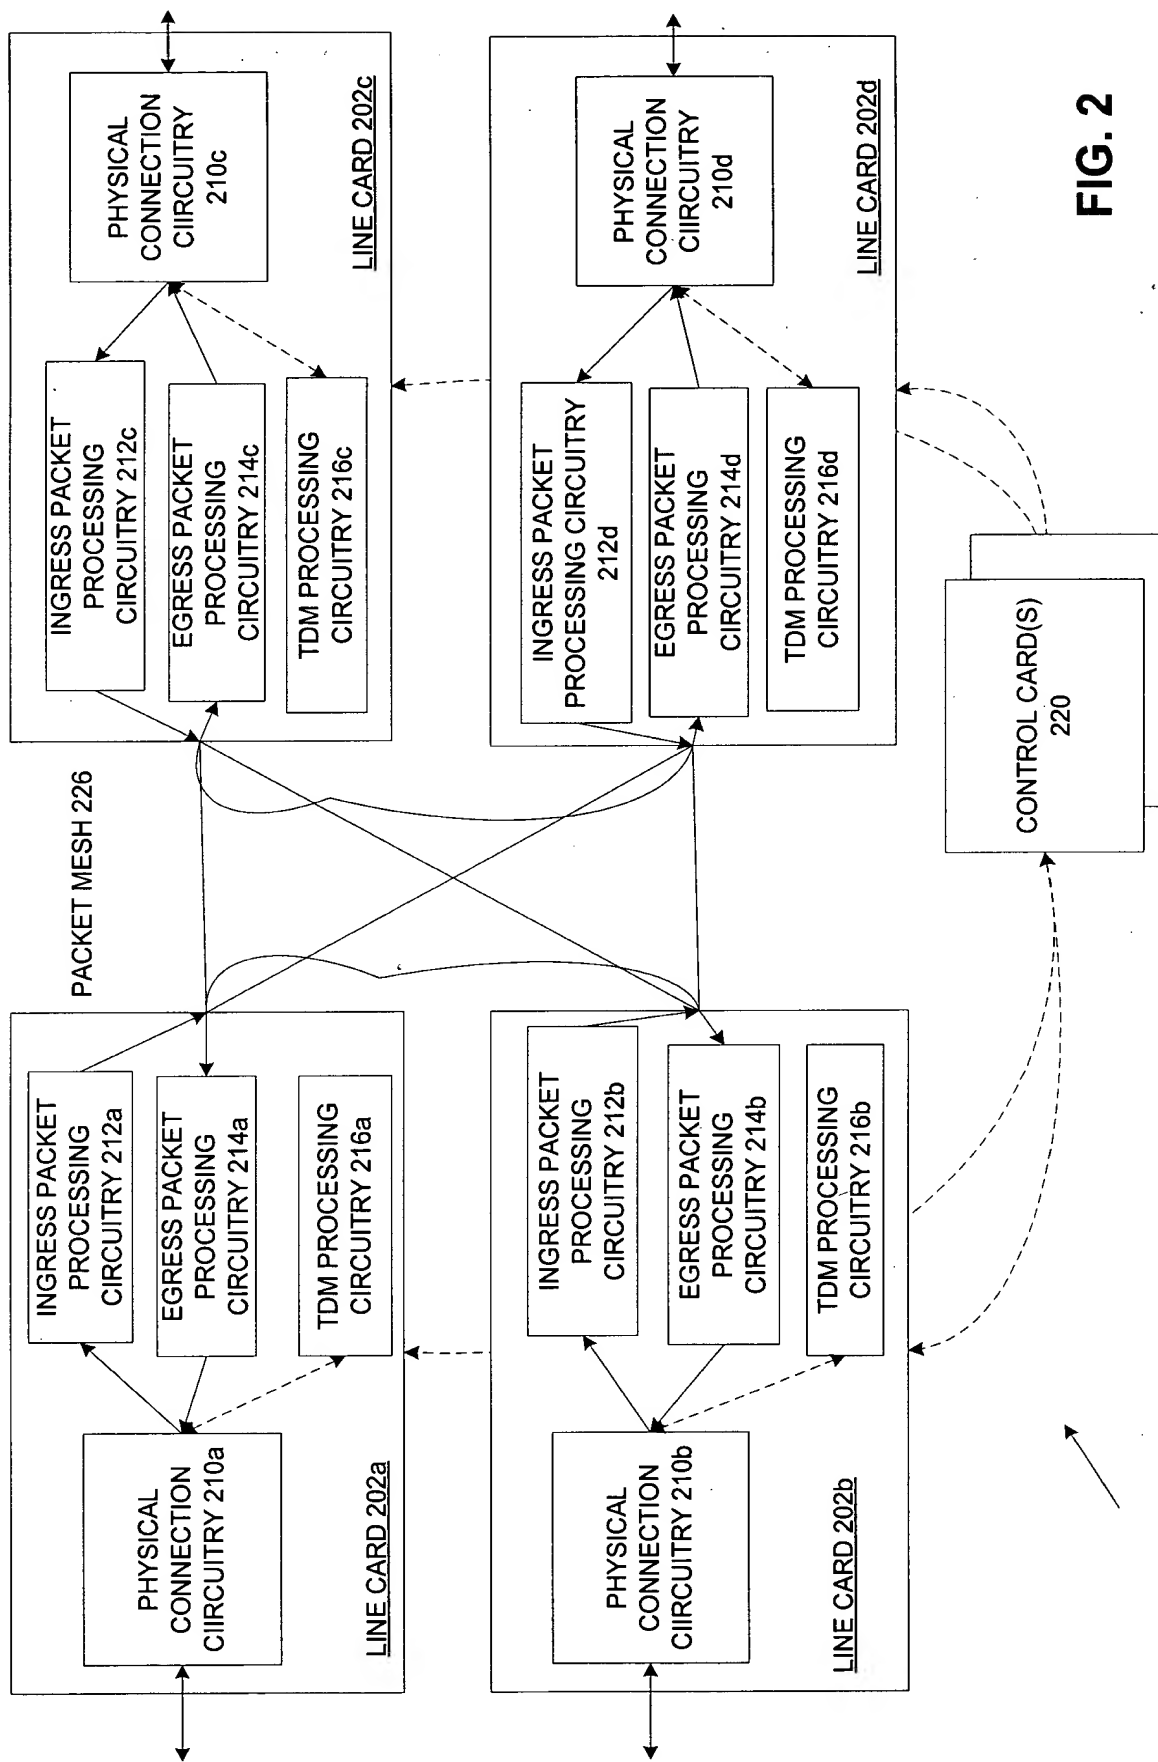 PACKET MESH 226
INGRESS PACKET
PROCESSING
CIRCUITRY 212a
EGRESS PACKET
PROCESSING
CIRCUITRY 214a
TDM PROCESSING
CIRCUITRY 216a
PHYSICAL
CONNECTION
CIIRCUITRY 210a
LINE CARD 202a
INGRESS PACKET
PROCESSING
CIRCUITRY 212c
EGRESS PACKET
PROCESSING
CIRCUITRY 214c
TDM PROCESSING
CIRCUITRY 216c
PHYSICAL
CONNECTION
CIIRCUITRY
210c
LINE CARD 202c
INGRESS PACKET
PROCESSING
CIRCUITRY 212b
EGRESS PACKET
PROCESSING
CIRCUITRY 214b
TDM PROCESSING
CIRCUITRY 216b
PHYSICAL
CONNECTION
CIIRCUITRY 210b
LINE CARD 202b
INGRESS PACKET
PROCESSING CIRCUITRY
212d
EGRESS PACKET
PROCESSING
CIRCUITRY 214d
TDM PROCESSING
CIRCUITRY 216d
PHYSICAL
CONNECTION
CIIRCUITRY
210d
LINE CARD 202d
CONTROL CARD(S)
220
FIG. 2